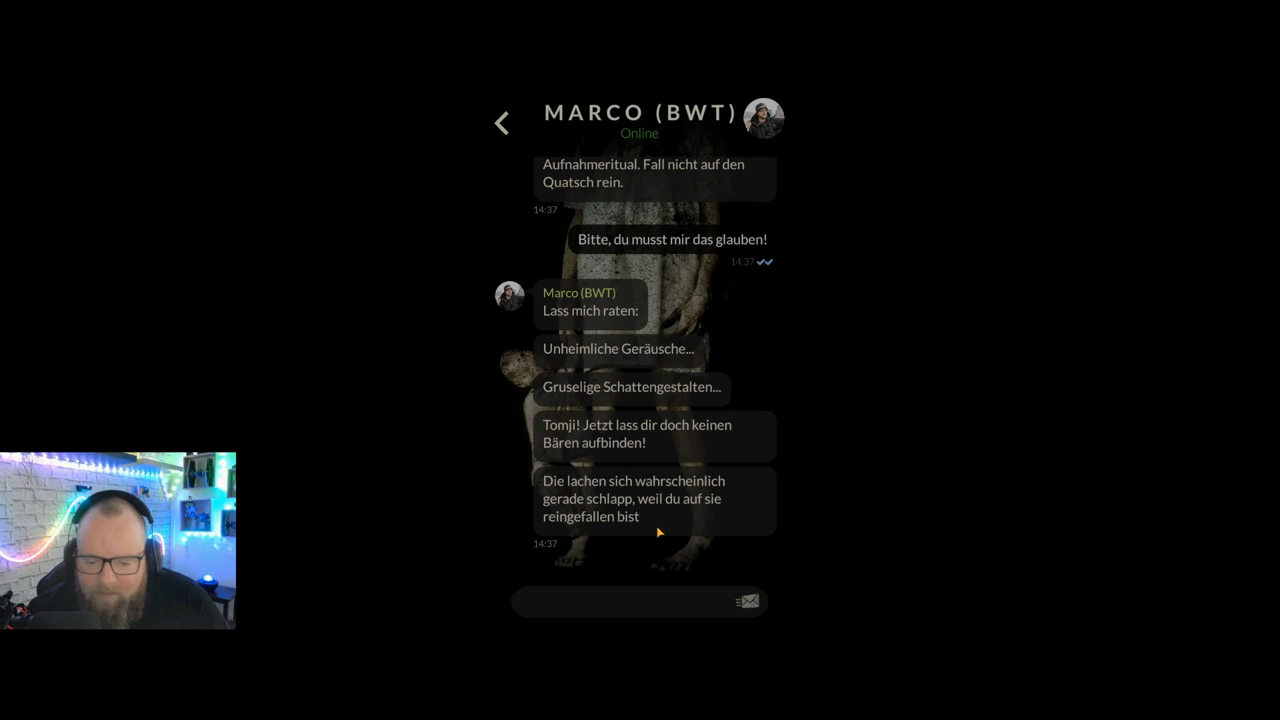 MARCO (BWT)
Online
Aufnahmeritual. Fall nicht auf den
Quatsch rein.
14:37
Bitte, du musst mir das glauben!
14:37
Marco (BWT)
Lass mich raten:
Unheimliche Geräusche...
Gruselige Schattengestalten...
Tomji! Jetzt lass dir doch keinen
Bären aufbinden!
Die lachen sich wahrscheinlich
gerade schlapp, weil du auf sie
reingefallen bist
14:37